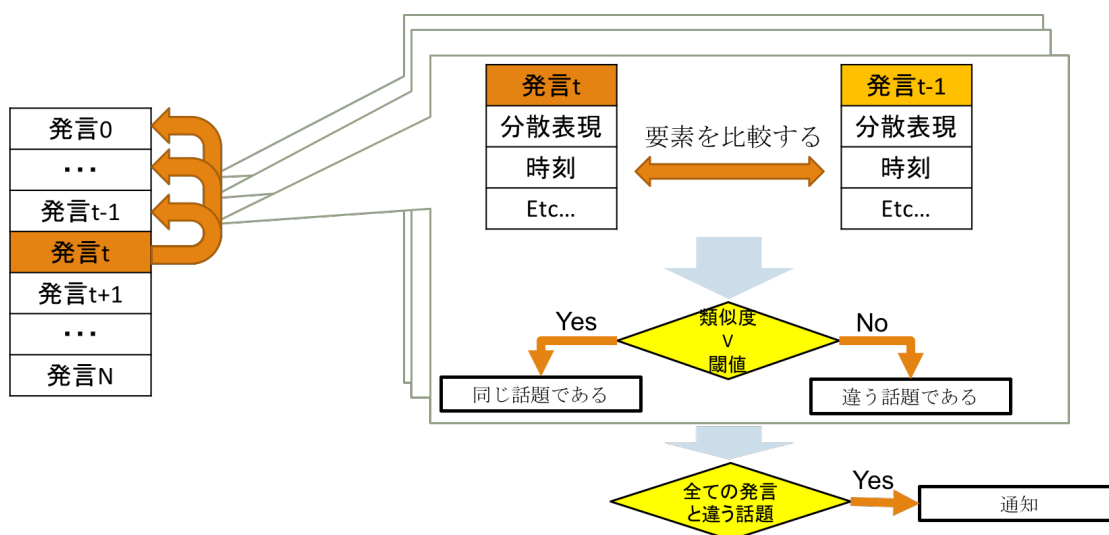 発言0
・・・
発言t-1
発言t
発言t+1
・・・
発言N
発言t
分散表現
時刻
Etc...
要素を比較する
発言t-1
分散表現
時刻
Etc...
類似度
V
閾値
Yes
No
同じ話題である
違う話題である
全ての発言
と違う話題
Yes
通知